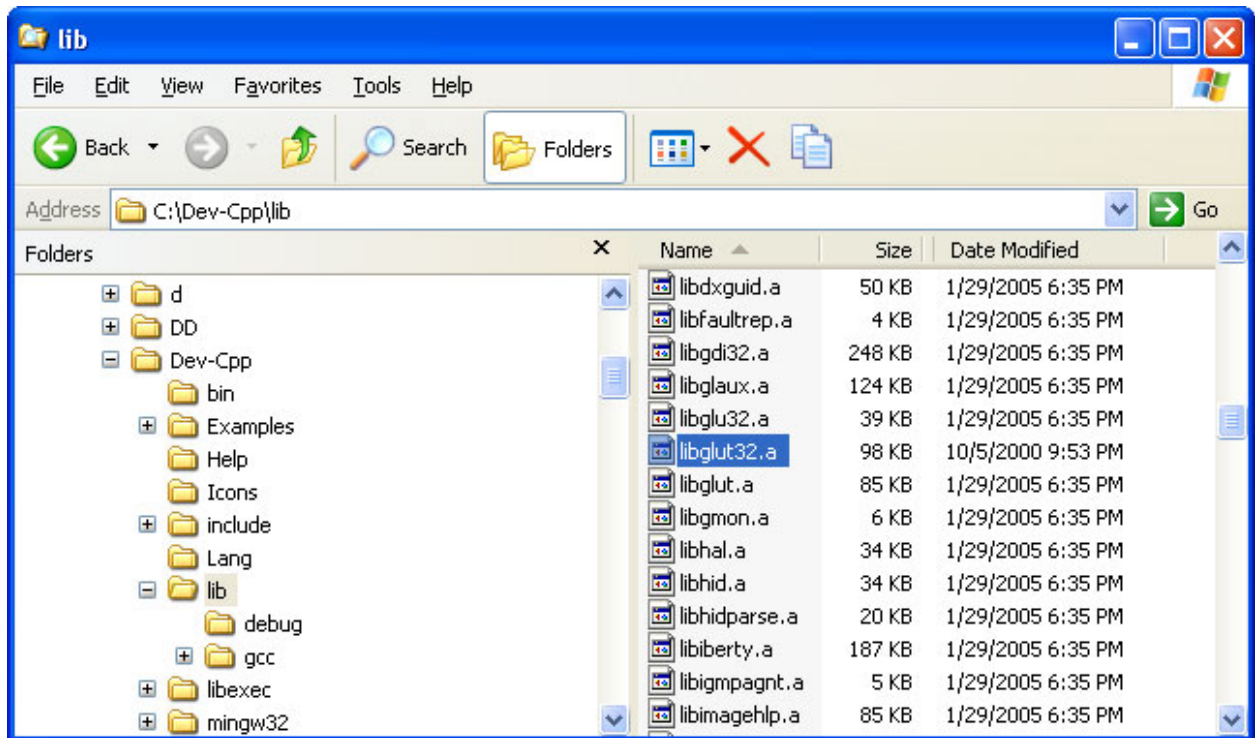 lib
File Edit View Favorites Tools Help
Back Search Folders
Address C:\Dev-Cpp\lib Go
Folders
d
DD
Dev-Cpp
bin
Examples
Help
Icons
include
Lang
lib
debug
gcc
libexec
mingw32
Name Size Date Modified
libdxguid.a 50 KB 1/29/2005 6:35 PM
libfaultrep.a 4 KB 1/29/2005 6:35 PM
libgdi32.a 248 KB 1/29/2005 6:35 PM
libglaux.a 124 KB 1/29/2005 6:35 PM
libglu32.a 39 KB 1/29/2005 6:35 PM
libglut32.a 98 KB 10/5/2000 9:53 PM
libglut.a 85 KB 1/29/2005 6:35 PM
libgmon.a 6 KB 1/29/2005 6:35 PM
libhal.a 34 KB 1/29/2005 6:35 PM
libhid.a 34 KB 1/29/2005 6:35 PM
libhidparse.a 20 KB 1/29/2005 6:35 PM
libiberty.a 187 KB 1/29/2005 6:35 PM
libigmpagnt.a 5 KB 1/29/2005 6:35 PM
libimagehlp.a 85 KB 1/29/2005 6:35 PM